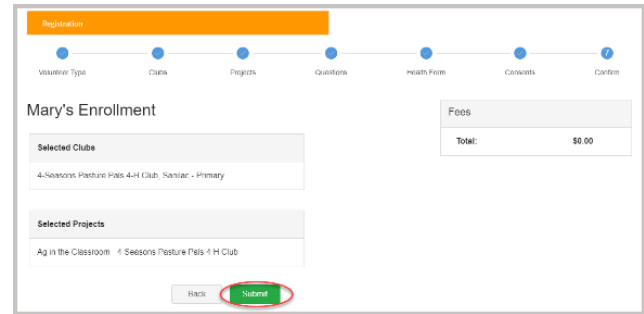 Registration
7
Volunteer Type Clubs Projects Questions Health Form Consents Confirm
Mary's Enrollment
Fees
Total: $0.00
Selected Clubs
4-Seasons Pasture Pals 4-H Club, Sanilac - Primary
Selected Projects
Ag in the Classroom 4 Seasons Pasture Pals 4 H Club
Back Submit